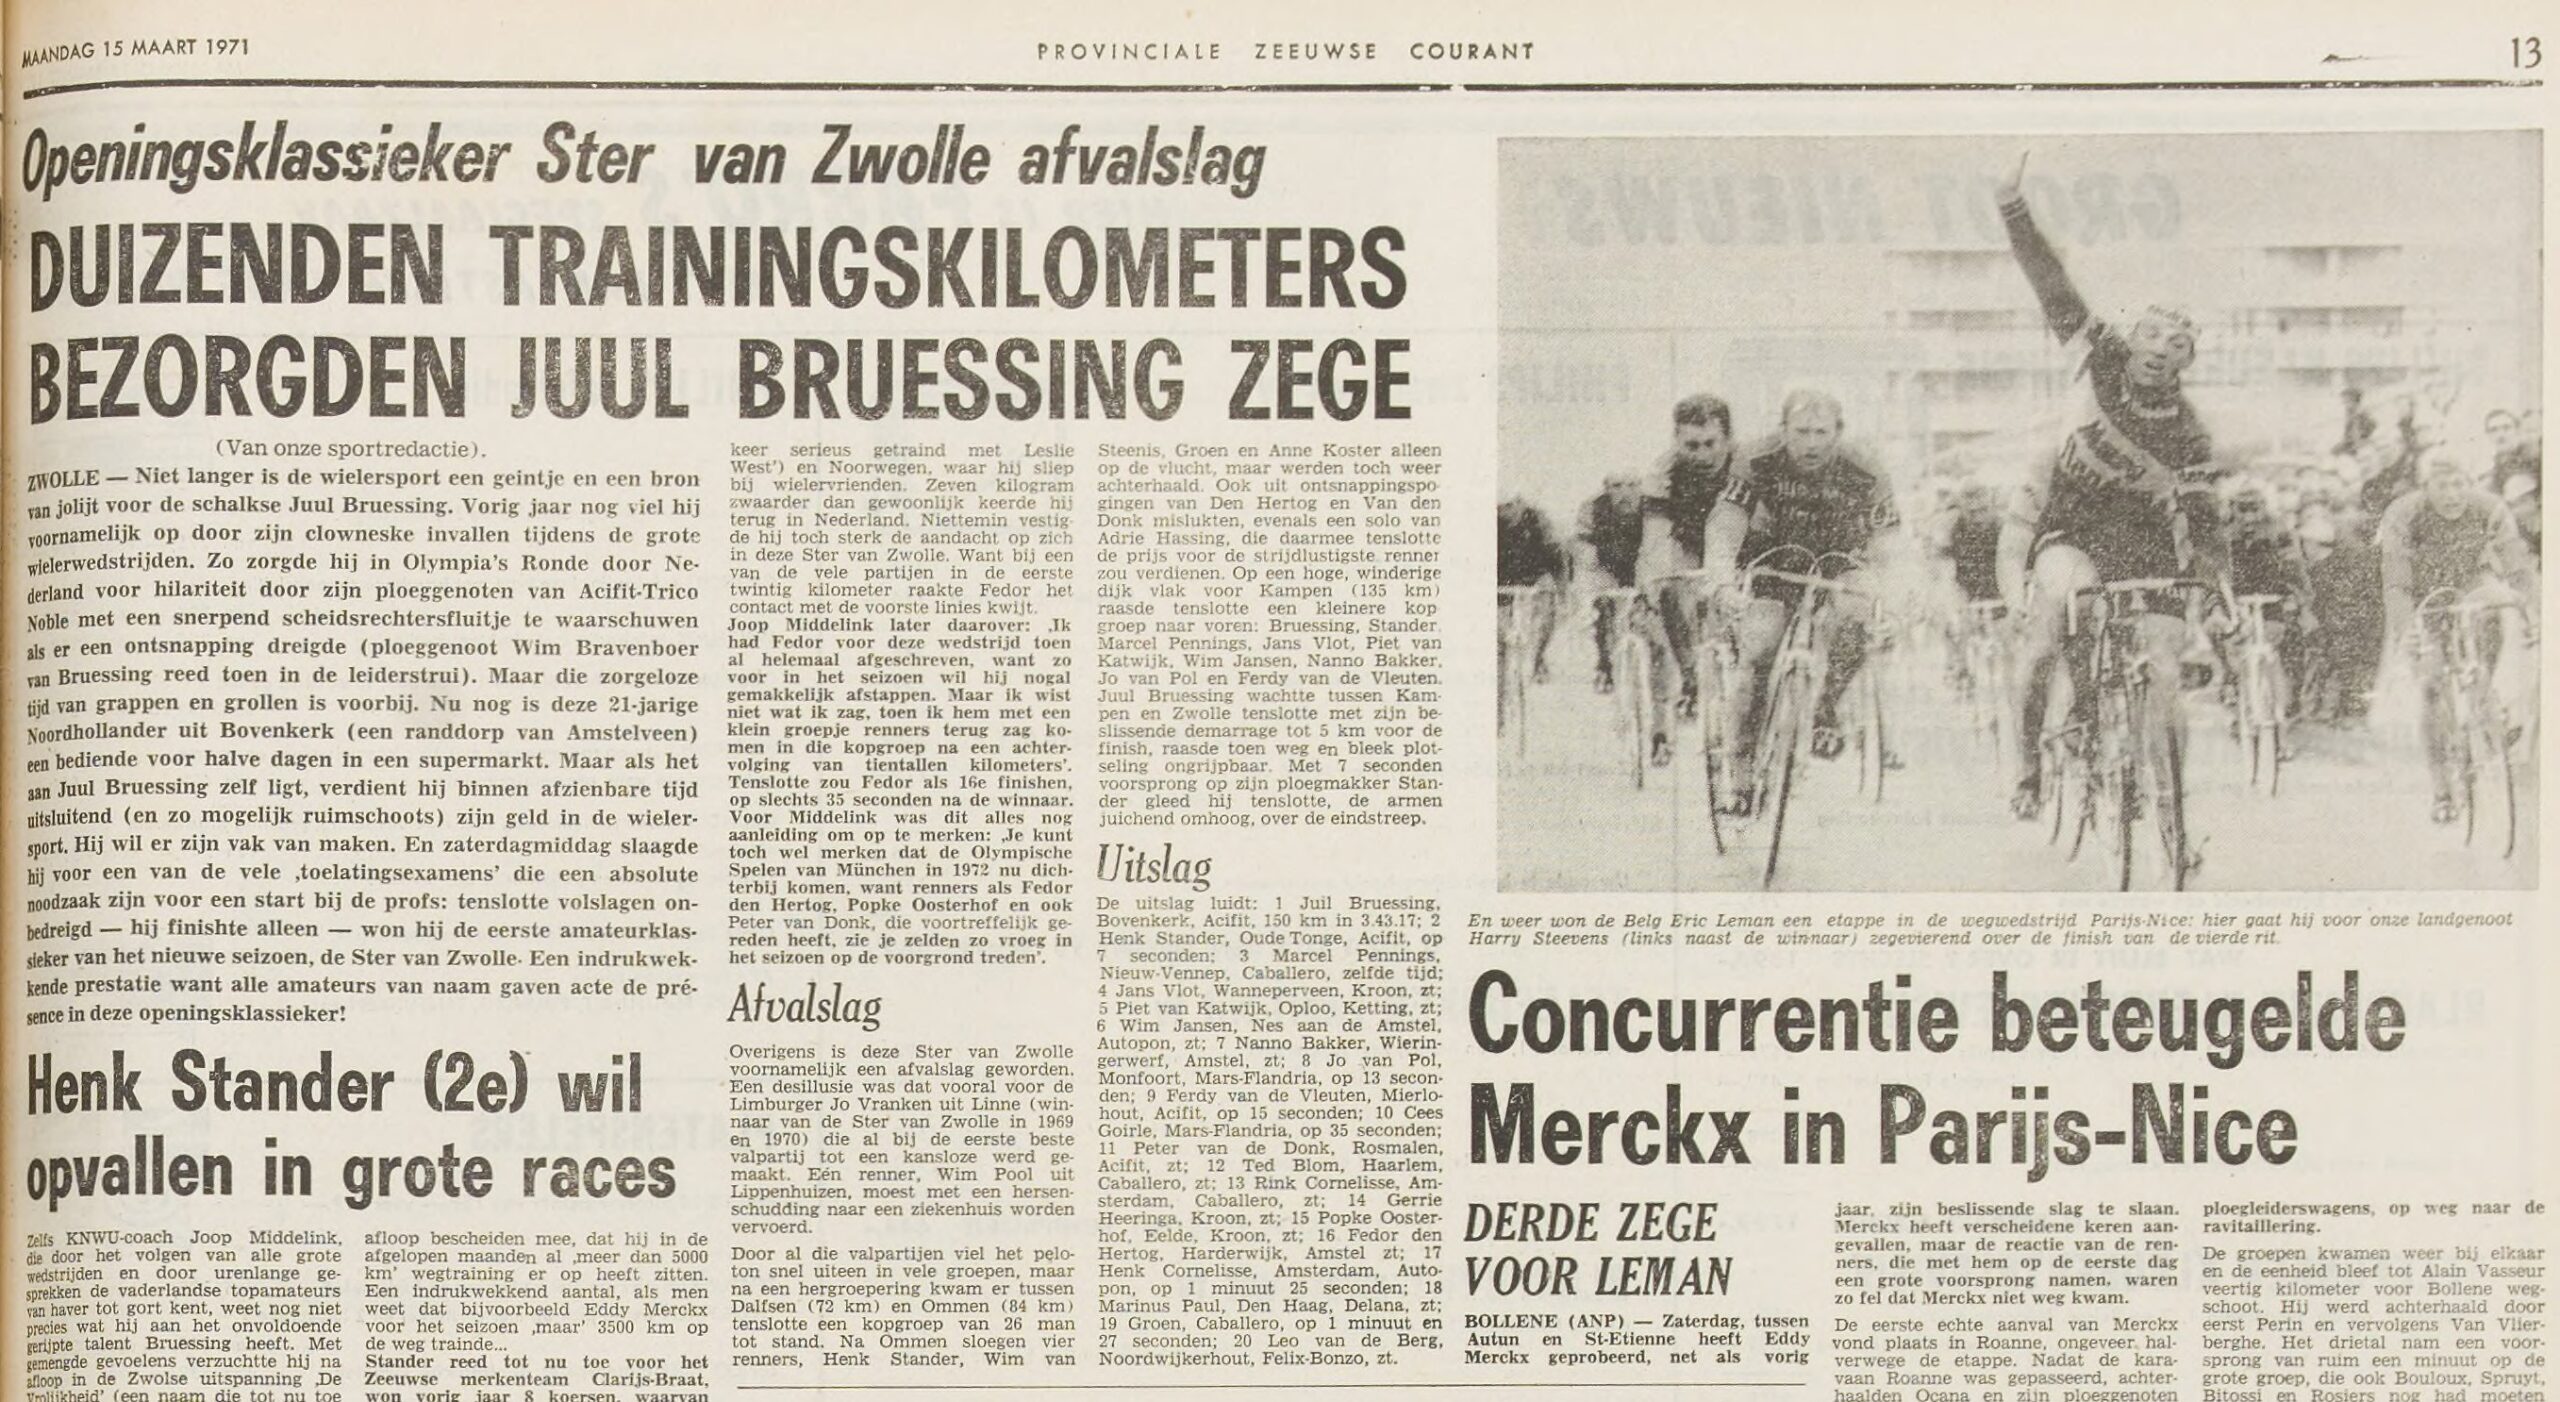 MAANDAG 15 MAART 1971
PROVINCIALE ZEEUWSE COURANT
13
Openingsklassieker Ster van Zwolle afvalslag
DUIZENDEN TRAININGSKILOMETERS
BEZORGDEN JUUL BRUESSING ZEGE
(Van onze sportredactie).
ZWOLLE — Niet langer is de wielersport een geintje en een bron
van jolijt voor de schalkse Juul Bruessing. Vorig jaar nog viel hij
voornamelijk op door zijn clowneske invallen tijdens de grote
wielerwedstrijden. Zo zorgde hij in Olympia's Ronde door Ne-
derland voor hilariteit door zijn ploeggenoten van Acifit-Trico
Noble met een snerpend scheidsrechtersfluitje te waarschuwen
als er een ontsnapping dreigde (ploeggenoot Wim Bravenboer
van Bruessing reed toen in de leiderstrui). Maar die zorgeloze
tijd van grappen en grollen is voorbij. Nu nog is deze 21-jarige
Noordhollander uit Bovenkerk (een randdorp van Amstelveen)
een bediende voor halve dagen in een supermarkt. Maar als het
aan Juul Bruessing zelf ligt, verdient hij binnen afzienbare tijd
uitsluitend (en zo mogelijk ruimschoots) zijn geld in de wieler-
sport. Hij wil er zijn vak van maken. En zaterdagmiddag slaagde
hij voor een van de vele ‚toelatingsexamens' die een absolute
noodzaak zijn voor een start bij de profs: tenslotte volslagen on-
bedreigd — hij finishte alleen — won hij de eerste amateurklas-
sieker van het nieuwe seizoen, de Ster van Zwolle. Een indrukwek-
kende prestatie want alle amateurs van naam gaven acte de pré-
sence in deze openingsklassieker!
Henk Stander (2e) wil
opvallen in grote races
Zelfs KNWU-coach Joop Middelink,
die door het volgen van alle grote
wedstrijden en door urenlange ge-
sprekken de vaderlandse topamateurs
van haver tot gort kent, weet nog niet
precies wat hij aan het onvoldoende
gerijpte talent Bruessing heeft. Met
gemengde gevoelens verzuchtte hij na
afloop in de Zwolse uitspanning ‚De
Vrolijkheid' (een naam die tot nu toe
afloop bescheiden mee, dat hij in de
afgelopen maanden al ‚meer dan 5000
km' wegtraining er op heeft zitten.
Een indrukwekkend aantal, als men
weet dat bijvoorbeeld Eddy Merckx
voor het seizoen ‚maar' 3500 km op
de weg trainde...
Stander reed tot nu toe voor het
Zeeuwse merkenteam Clarijs-Braat,
won vorig jaar 8 koersen, waarvan
keer serieus getraind met Leslie
West') en Noorwegen, waar hij sliep
bij wielervrienden. Zeven kilogram
zwaarder dan gewoonlijk keerde hij
terug in Nederland. Niettemin vestig-
de hij toch sterk de aandacht op zich
in deze Ster van Zwolle. Want bij een
van de vele partijen in de eerste
twintig kilometer raakte Fedor het
contact met de voorste linies kwijt.
Joop Middelink later daarover: ‚Ik
had Fedor voor deze wedstrijd toen
al helemaal afgeschreven, want zo
voor in het seizoen wil hij nogal
gemakkelijk afstappen. Maar ik wist
niet wat ik zag, toen ik hem met een
klein groepje renners terug zag ko-
men in die kopgroep na een achter-
volging van tientallen kilometers'.
Tenslotte zou Fedor als 16e finishen,
op slechts 35 seconden na de winnaar.
Voor Middelink was dit alles nog
aanleiding om op te merken: ‚Je kunt
toch wel merken dat de Olympische
Spelen van München in 1972 nu dich-
terbij komen, want renners als Fedor
den Hertog, Popke Oosterhof en ook
Peter van Donk, die voortreffelijk ge-
reden heeft, zie je zelden zo vroeg in
het seizoen op de voorgrond treden'.
Afvalslag
Overigens is deze Ster van Zwolle
voornamelijk een afvalslag geworden.
Een desillusie was dat vooral voor de
Limburger Jo Vranken uit Linne (win-
naar van de Ster van Zwolle in 1969
en 1970) die al bij de eerste beste
valpartij tot een kansloze werd ge-
maakt. Eén renner, Wim Pool uit
Lippenhuizen, moest met een hersen-
schudding naar een ziekenhuis worden
vervoerd.
Door al die valpartijen viel het pelo-
ton snel uiteen in vele groepen, maar
na een hergroepering kwam er tussen
Dalfsen (72 km) en Ommen (84 km)
tenslotte een kopgroep van 26 man
tot stand. Na Ommen sloegen vier
renners, Henk Stander, Wim van
Steenis, Groen en Anne Koster alleen
op de vlucht, maar werden toch weer
achterhaald. Ook uit ontsnappingspo
gingen van Den Hertog en Van den
Donk mislukten, evenals een solo van
Adrie Hassing, die daarmee tenslotte
de prijs voor de strijdlustigste renner
zou verdienen. Op een hoge, winderige
dijk vlak voor Kampen (135 km)
raasde tenslotte een kleinere kop
groep naar voren: Bruessing, Stander,
Marcel Pennings, Jans Vlot, Piet van
Katwijk, Wim Jansen, Nanno Bakker,
Jo van Pol en Ferdy van de Vleuten.
Juul Bruessing wachtte tussen Kam-
pen en Zwolle tenslotte met zijn be-
slissende demarrage tot 5 km voor de
finish, raasde toen weg en bleek plot-
seling ongrijpbaar. Met 7 seconden
voorsprong op zijn ploegmakker Stan-
der gleed hij tenslotte, de armen
juichend omhoog, over de eindstreep.
Uitslag
De uitslag luidt: 1 Juil Bruessing,
Bovenkerk, Acifit, 150 km in 3.43.17; 2
Henk Stander, Oude Tonge, Acifit, op
7 seconden; 3 Marcel Pennings,
Nieuw-Vennep, Caballero, zelfde tijd;
4 Jans Vlot, Wanneperveen, Kroon, zt;
5 Piet van Katwijk, Oploo, Ketting, zt;
6 Wim Jansen, Nes aan de Amstel,
Autopon, zt; 7 Nanno Bakker, Wierin-
gerwerf, Amstel, zt; 8 Jo van Pol,
Monfoort, Mars-Flandria, op 13 secon-
den; 9 Ferdy van de Vleuten, Mierlo-
hout, Acifit, op 15 seconden; 10 Cees
Goirle, Mars-Flandria, op 35 seconden;
11 Peter van de Donk, Rosmalen,
Acifit, zt; 12 Ted Blom, Haarlem,
Caballero, zt; 13 Rink Cornelisse, Am-
sterdam, Caballero, zt; 14 Gerrie
Heeringa, Kroon, zt; 15 Popke Ooster-
hof, Eelde, Kroon, zt; 16 Fedor den
Hertog, Harderwijk, Amstel zt; 17
Henk Cornelisse, Amsterdam, Auto-
pon, op 1 minuut 25 seconden; 18
Marinus Paul, Den Haag, Delana, zt;
19 Groen, Caballero, op 1 minuut en
27 seconden; 20 Leo van de Berg,
Noordwijkerhout, Felix-Bonzo, zt.
En weer won de Belg Eric Leman een etappe in de wegwedstrijd Parijs-Nice: hier gaat hij voor onze landgenoot
Harry Steevens (links naast de winnaar) zegevierend over de finish van de vierde rit.
Concurrentie beteugelde
Merckx in Parijs-Nice
DERDE ZEGE
VOOR LEMAN
BOLLENE (ANP) — Zaterdag, tussen
Autun en St-Etienne heeft Eddy
Merckx geprobeerd, net als vorig
jaar, zijn beslissende slag te slaan.
Merckx heeft verscheidene keren aan-
gevallen, maar de reactie van de ren-
ners, die met hem op de eerste dag
een grote voorsprong namen, waren
zo fel dat Merckx niet weg kwam.
De eerste echte aanval van Merckx
vond plaats in Roanne, ongeveer hal-
verwege de etappe. Nadat de kara-
vaan Roanne was gepasseerd, achter-
haalden Ocana en zijn ploeggenoten
ploegleiderswagens, op weg naar de
ravitaillering.
De groepen kwamen weer bij elkaar
en de eenheid bleef tot Alain Vasseur
veertig kilometer voor Bollene weg-
schoot. Hij werd achterhaald door
eerst Perin en vervolgens Van Vlier-
berghe. Het drietal nam een voor-
sprong van ruim een minuut op de
grote groep, die ook Bouloux, Spruyt,
Bitossi en Rosiers nog had moeten